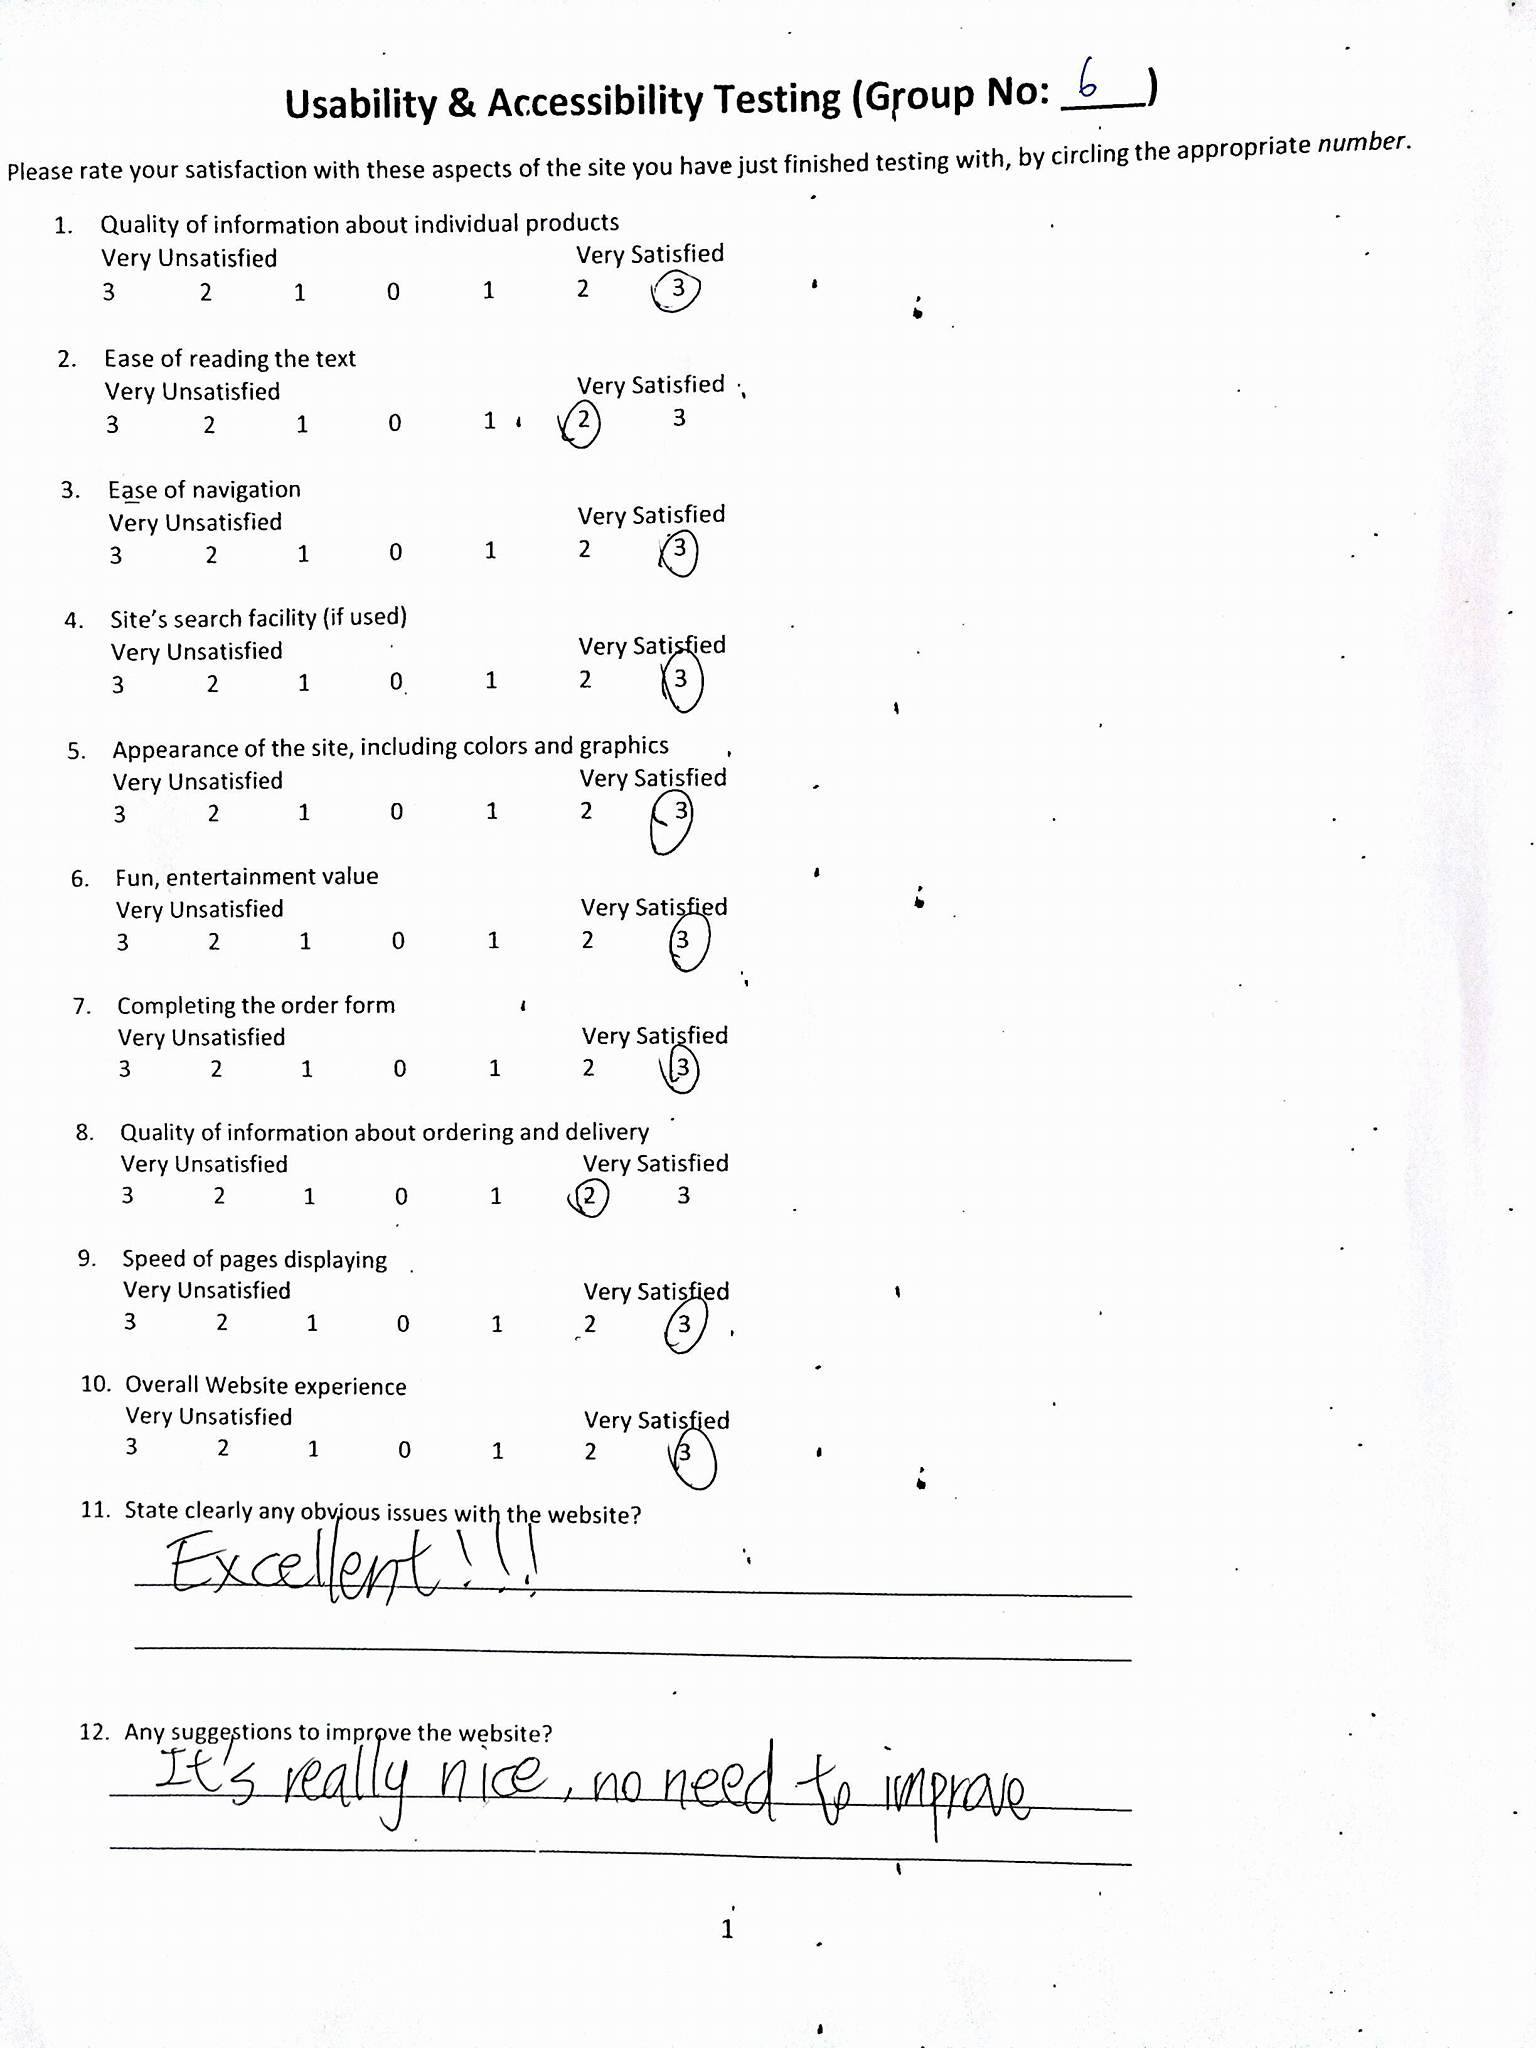 Usability & Accessibility Testing (Group No: 6)
Please rate your satisfaction with these aspects of the site you have just finished testing with, by circling the appropriate number.
1. Quality of information about individual products
Very Unsatisfied Very Satisfied
3 2 1 0 1 2 3
2. Ease of reading the text
Very Unsatisfied Very Satisfied
3 2 1 0 1 2 3
3. Ease of navigation
Very Unsatisfied Very Satisfied
3 2 1 0 1 2 3
4. Site's search facility (if used)
Very Unsatisfied Very Satisfied
3 2 1 0 1 2 3
5. Appearance of the site, including colors and graphics
Very Unsatisfied Very Satisfied
3 2 1 0 1 2 3
6. Fun, entertainment value
Very Unsatisfied Very Satisfied
3 2 1 0 1 2 3
7. Completing the order form
Very Unsatisfied Very Satisfied
3 2 1 0 1 2 3
8. Quality of information about ordering and delivery
Very Unsatisfied Very Satisfied
3 2 1 0 1 2 3
9. Speed of pages displaying
Very Unsatisfied Very Satisfied
3 2 1 0 1 2 3
10. Overall Website experience
Very Unsatisfied Very Satisfied
3 2 1 0 1 2 3
11. State clearly any obvious issues with the website?
Excellent!!!
12. Any suggestions to improve the website?
It's really nice, no need to improve
1